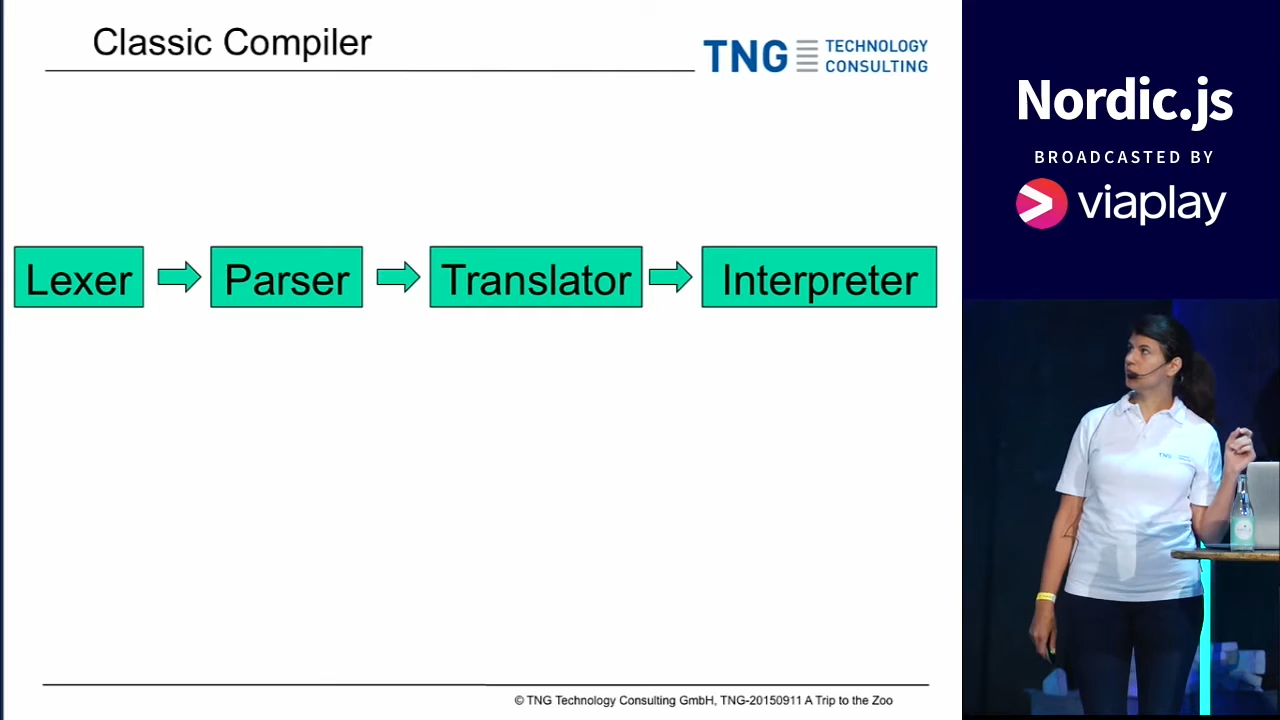 Classic Compiler
TNG TECHNOLOGY
CONSULTING
Lexer Parser Translator Interpreter
© TNG Technology Consulting GmbH, TNG-20150911 A Trip to the Zoo
Nordic.js
BROADCASTED BY
viaplay
TNG